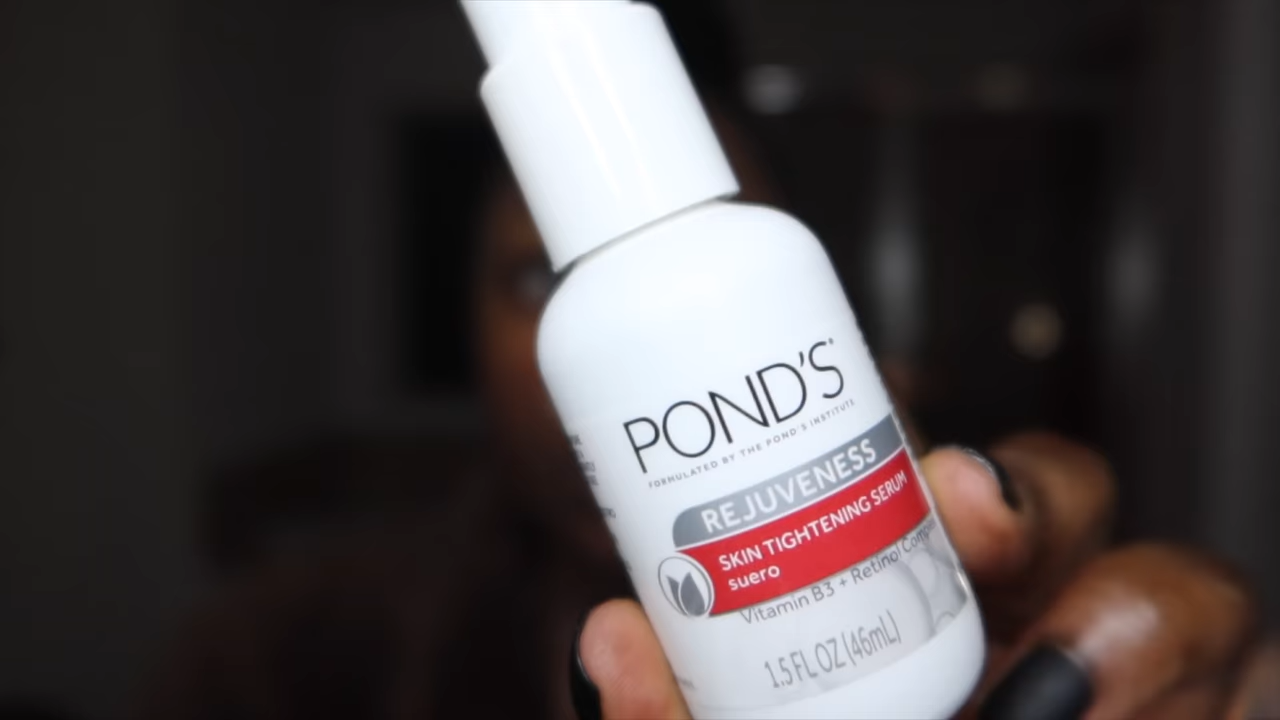 POND'S
FORMULATED BY THE POND'S INSTITUTE
REJUVENESS
SKIN TIGHTENING SERUM
suero
Vitamin B3 + Retinol
1.5 FL OZ (46mL)